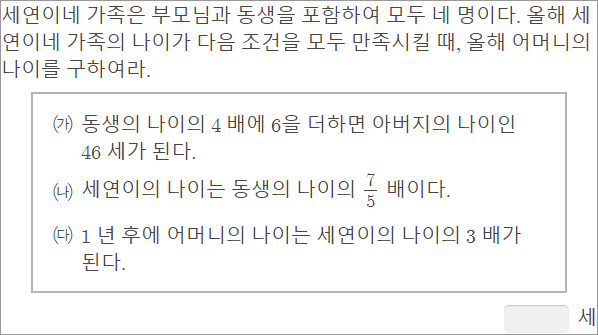 세연이네 가족은 부모님과 동생을 포함하여 모두 네 명이다. 올해 세
연이네 가족의 나이가 다음 조건을 모두 만족시킬 때, 올해 어머니의
나이를 구하여라.
㈎ 동생의 나이의 4 배에 6을 더하면 아버지의 나이인
46 세가 된다.
㈏ 세연이의 나이는 동생의 나이의 7/5 배이다.
㈐ 1 년 후에 어머니의 나이는 세연이의 나이의 3 배가
된다.
세